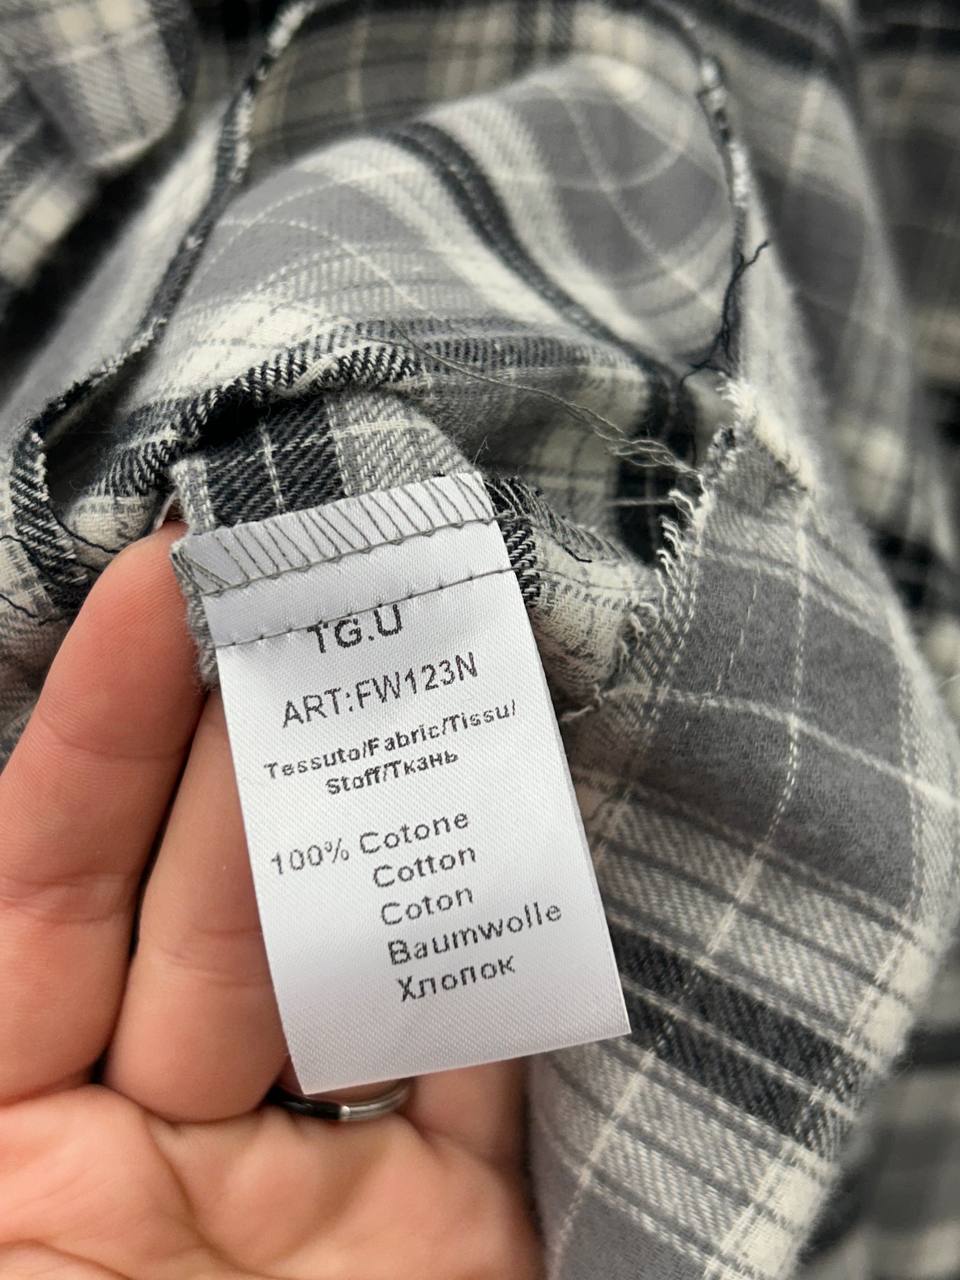 TG.U
ART:FW123N
Tessuto/Fabric/Tissu/
Stoff/Ткань
100% Cotone
Cotton
Coton
Baumwolle
Хлопок